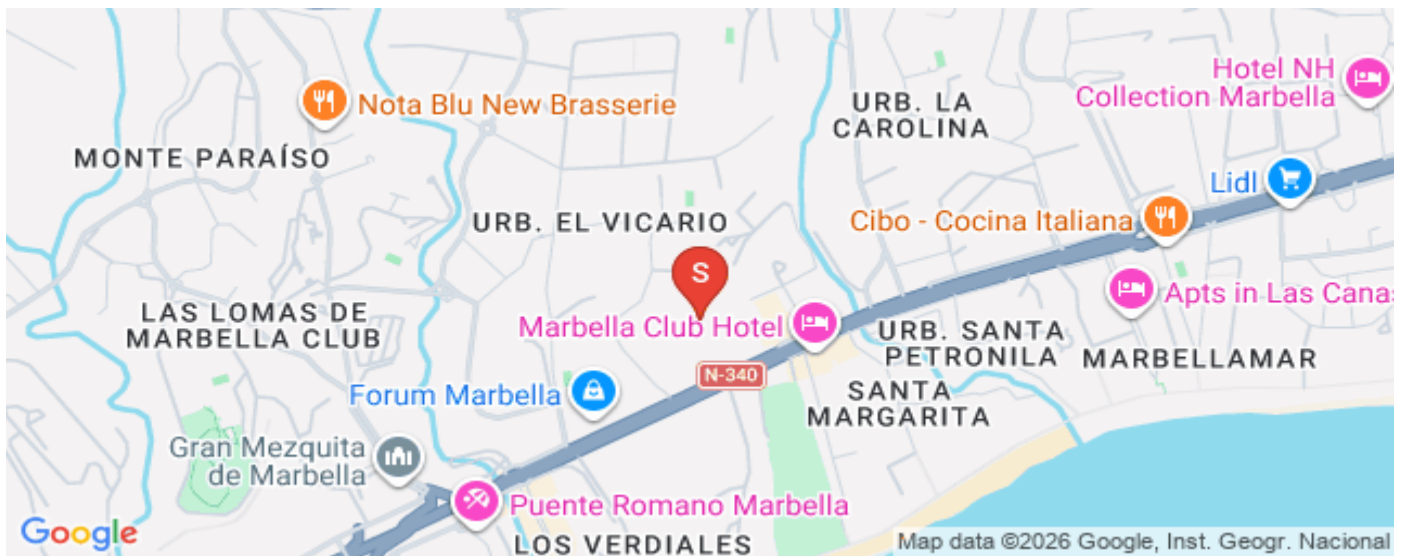 Hotel NH
Collection Marbella
Nota Blu New Brasserie
URB. LA
CAROLINA
MONTE PARAÍSO
Lidl
URB. EL VICARIO
Cibo - Cocina Italiana
S
Apts in Las Canas
LAS LOMAS DE
MARBELLA CLUB
Marbella Club Hotel
URB. SANTA
PETRONILA
MARBELLAMAR
N-340
Forum Marbella
SANTA
MARGARITA
Gran Mezquita
de Marbella
Puente Romano Marbella
Google
LOS VERDIALES
Map data ©2026 Google, Inst. Geogr. Nacional